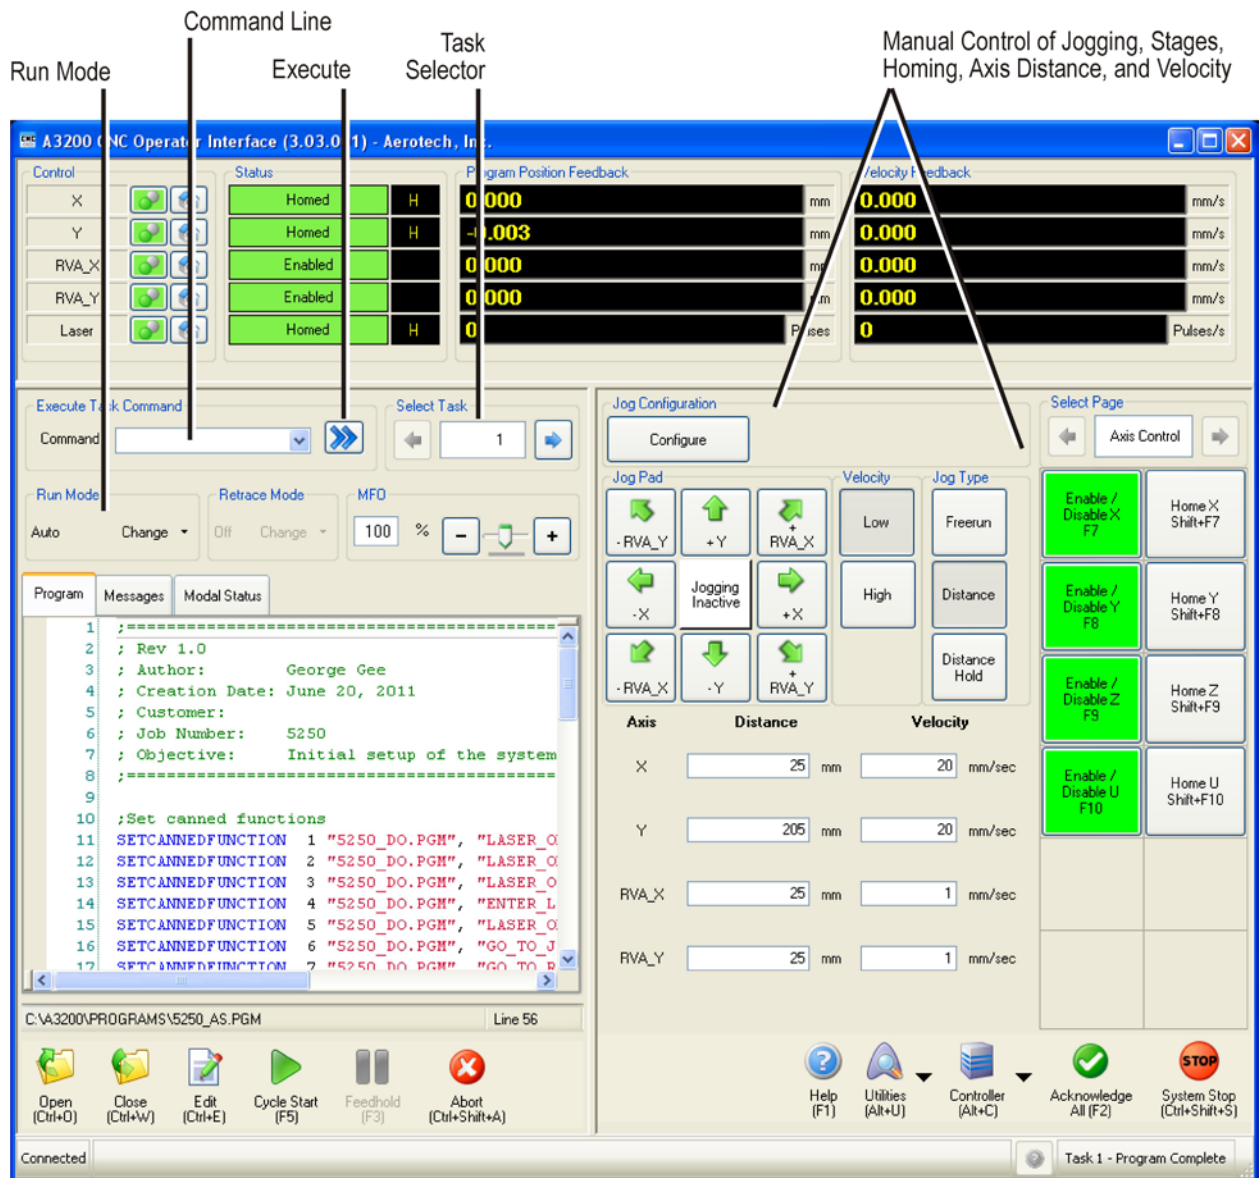 Command Line
Task
Selector
Manual Control of Jogging, Stages,
Homing, Axis Distance, and Velocity
Run Mode
Execute
A3200 CNC Operator Interface (3.03.0 1) - Aerotech, Inc.
Control
Status
Program Position Feedback
Velocity Feedback
X Homed H 0.000 mm 0.000 mm/s
Y Homed H -0.003 mm 0.000 mm/s
RVA_X Enabled 0.000 mm 0.000 mm/s
RVA_Y Enabled 0.000 mm 0.000 mm/s
Laser Homed H 0 Pulses 0 Pulses/s
Execute Task Command
Select Task
Command
1
Run Mode
Retrace Mode
MFO
Auto Change
Off Change
100 %
- +
Program Messages Modal Status
1 ;==============================================
2 ; Rev 1.0
3 ; Author: George Gee
4 ; Creation Date: June 20, 2011
5 ; Customer:
6 ; Job Number: 5250
7 ; Objective: Initial setup of the system
8 ;==============================================
9
10 ;Set canned functions
11 SETCANNEDFUNCTION 1 "5250_DO.PGM", "LASER_O
12 SETCANNEDFUNCTION 2 "5250_DO.PGM", "LASER_O
13 SETCANNEDFUNCTION 3 "5250_DO.PGM", "LASER_O
14 SETCANNEDFUNCTION 4 "5250_DO.PGM", "ENTER_L
15 SETCANNEDFUNCTION 5 "5250_DO.PGM", "LASER_O
16 SETCANNEDFUNCTION 6 "5250_DO.PGM", "GO_TO_J
17 SETCANNEDFUNCTION 7 "5250_DO.PGM", "GO_TO_R
C:\A3200\PROGRAMS\5250_AS.PGM
Line 56
Open
(Ctrl+O)
Close
(Ctrl+W)
Edit
(Ctrl+E)
Cycle Start
(F5)
Feedhold
(F3)
Abort
(Ctrl+Shift+A)
Jog Configuration
Configure
Jog Pad
- RVA_Y
+Y
+
RVA_X
-X
Jogging
Inactive
+X
- RVA_X
-Y
+
RVA_Y
Velocity
Low
High
Jog Type
Freerun
Distance
Distance
Hold
Axis Distance Velocity
X 25 mm 20 mm/sec
Y 205 mm 20 mm/sec
RVA_X 25 mm 1 mm/sec
RVA_Y 25 mm 1 mm/sec
Select Page
Axis Control
Enable /
Disable X
F7
Home X
Shift+F7
Enable /
Disable Y
F8
Home Y
Shift+F8
Enable /
Disable Z
F9
Home Z
Shift+F9
Enable /
Disable U
F10
Home U
Shift+F10
Help
(F1)
Utilities
(Alt+U)
Controller
(Alt+C)
Acknowledge
All (F2)
STOP
System Stop
(Ctrl+Shift+S)
Connected
Task 1 - Program Complete